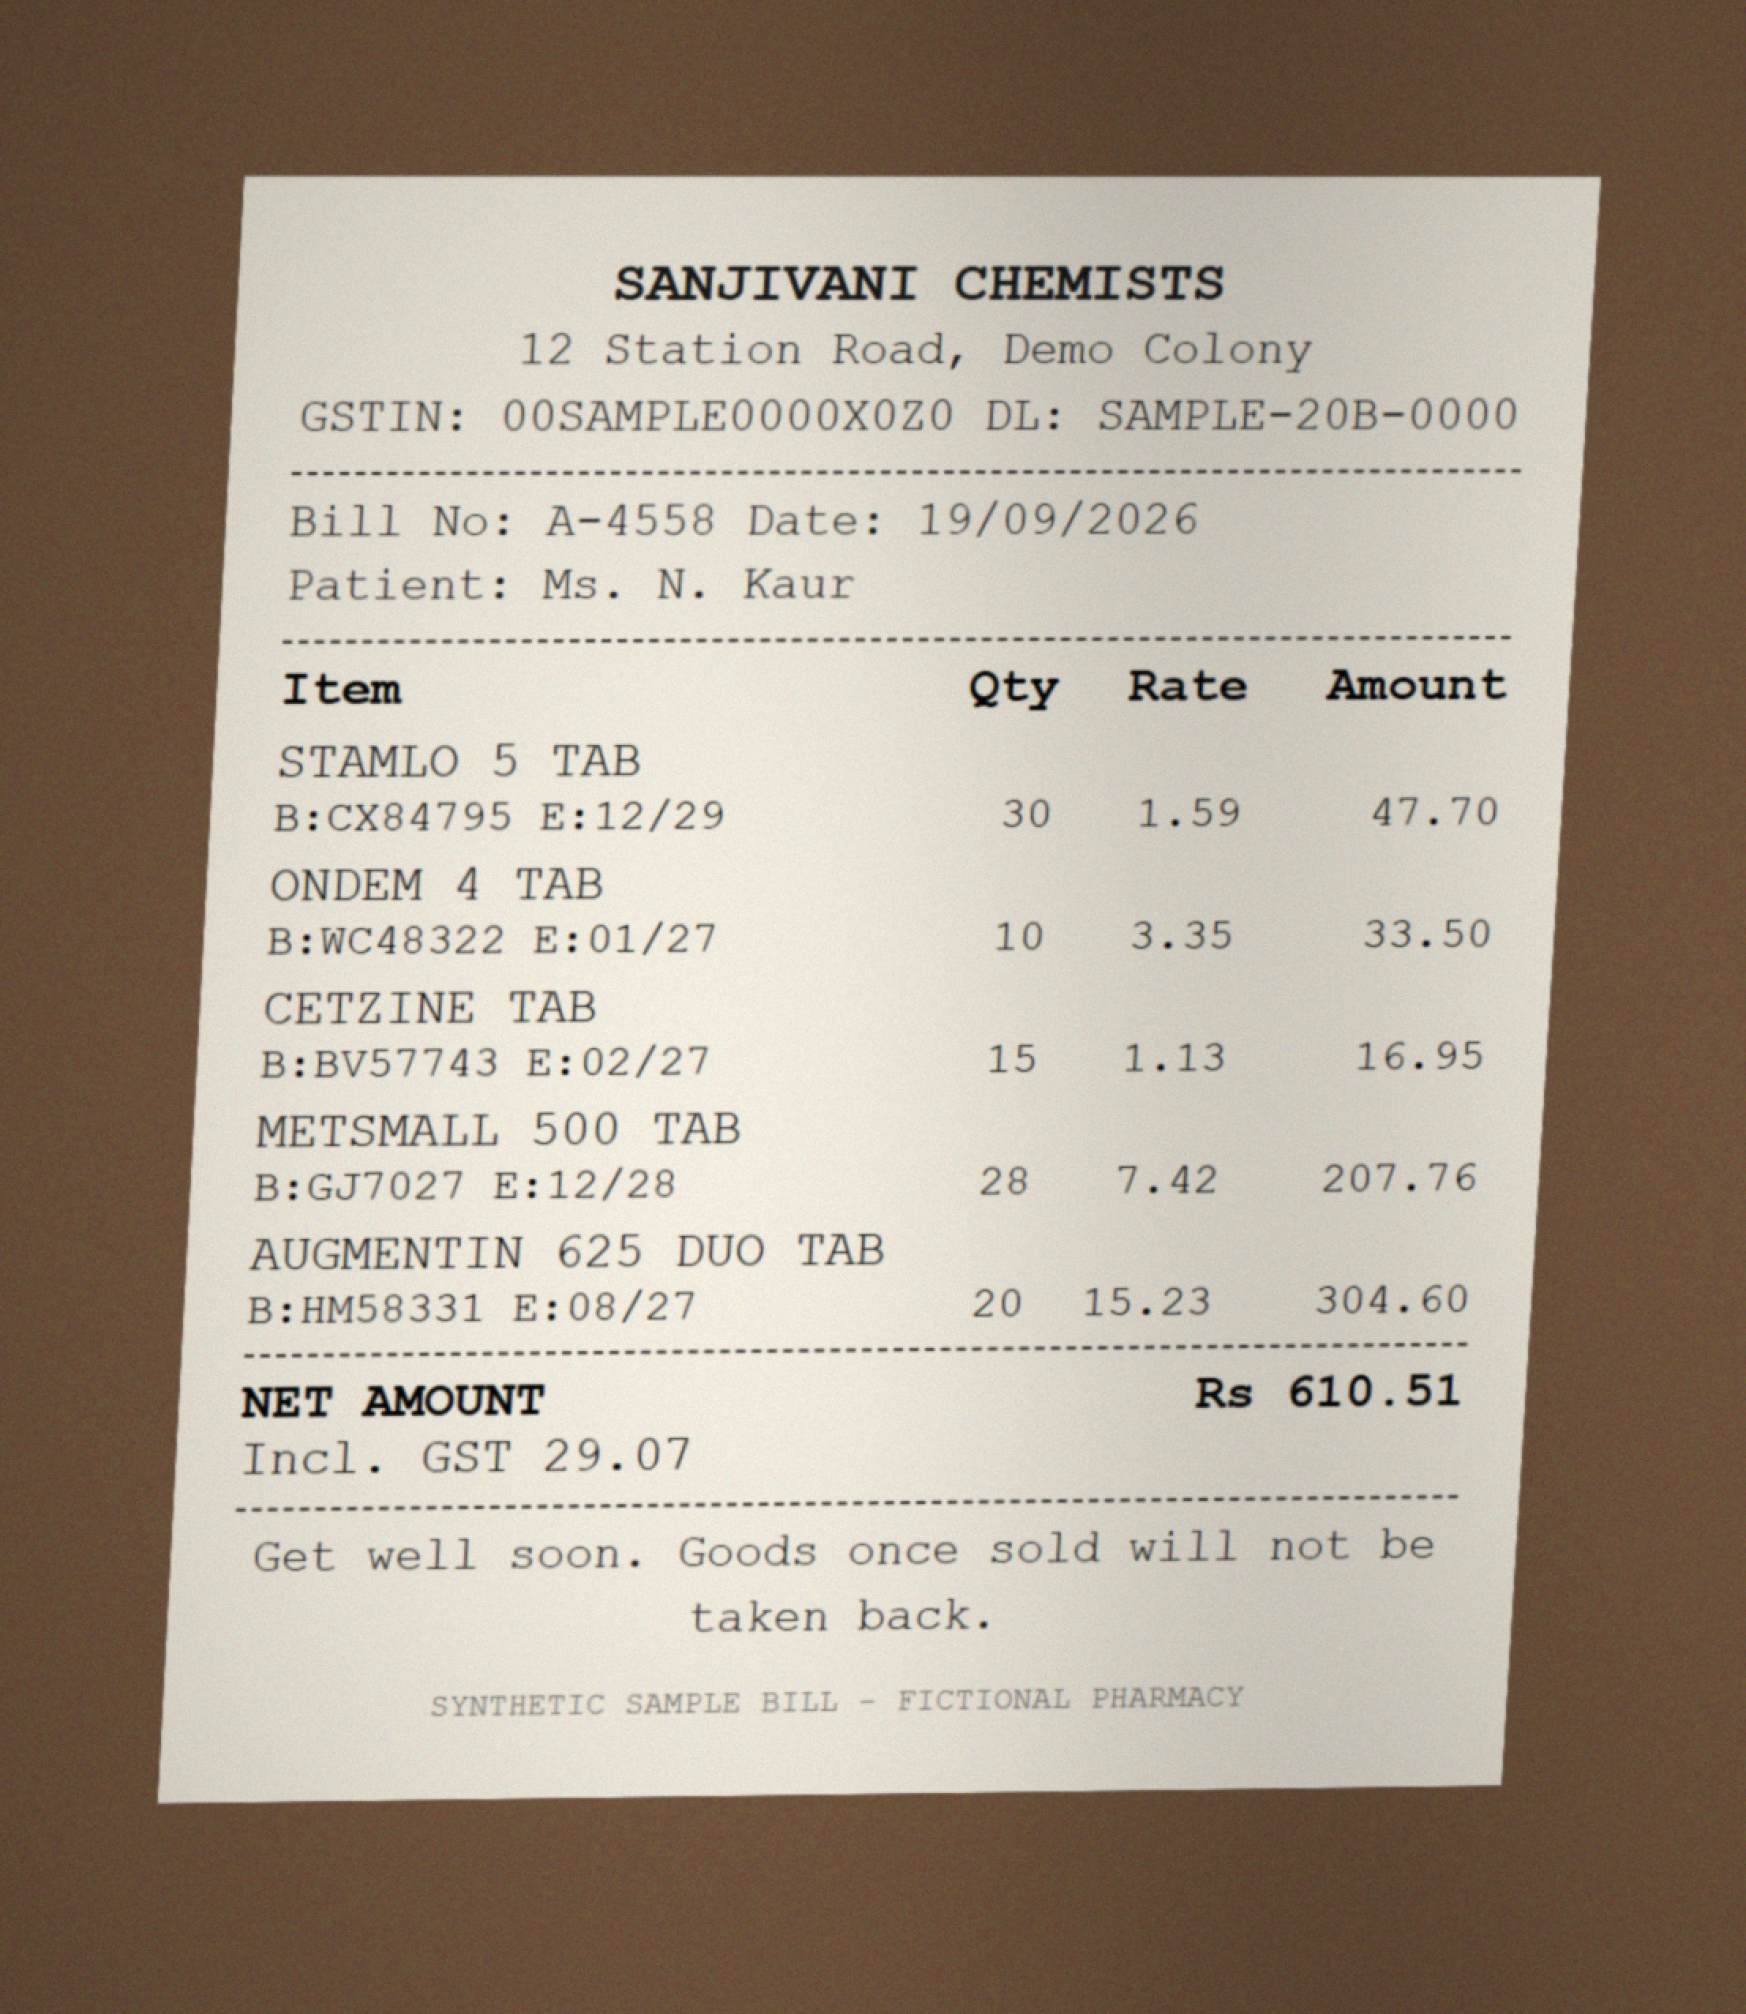 SANJIVANI CHEMISTS
12 Station Road, Demo Colony
GSTIN: 00SAMPLE0000X0Z0 DL: SAMPLE-20B-0000
Bill No: A-4558 Date: 19/09/2026
Patient: Ms. N. Kaur
Item Qty Rate Amount
STAMLO 5 TAB
B:CX84795 E:12/29 30 1.59 47.70
ONDEM 4 TAB
B:WC48322 E:01/27 10 3.35 33.50
CETZINE TAB
B:BV57743 E:02/27 15 1.13 16.95
METSMALL 500 TAB
B:GJ7027 E:12/28 28 7.42 207.76
AUGMENTIN 625 DUO TAB
B:HM58331 E:08/27 20 15.23 304.60
NET AMOUNT Rs 610.51
Incl. GST 29.07
Get well soon. Goods once sold will not be
taken back.
SYNTHETIC SAMPLE BILL - FICTIONAL PHARMACY